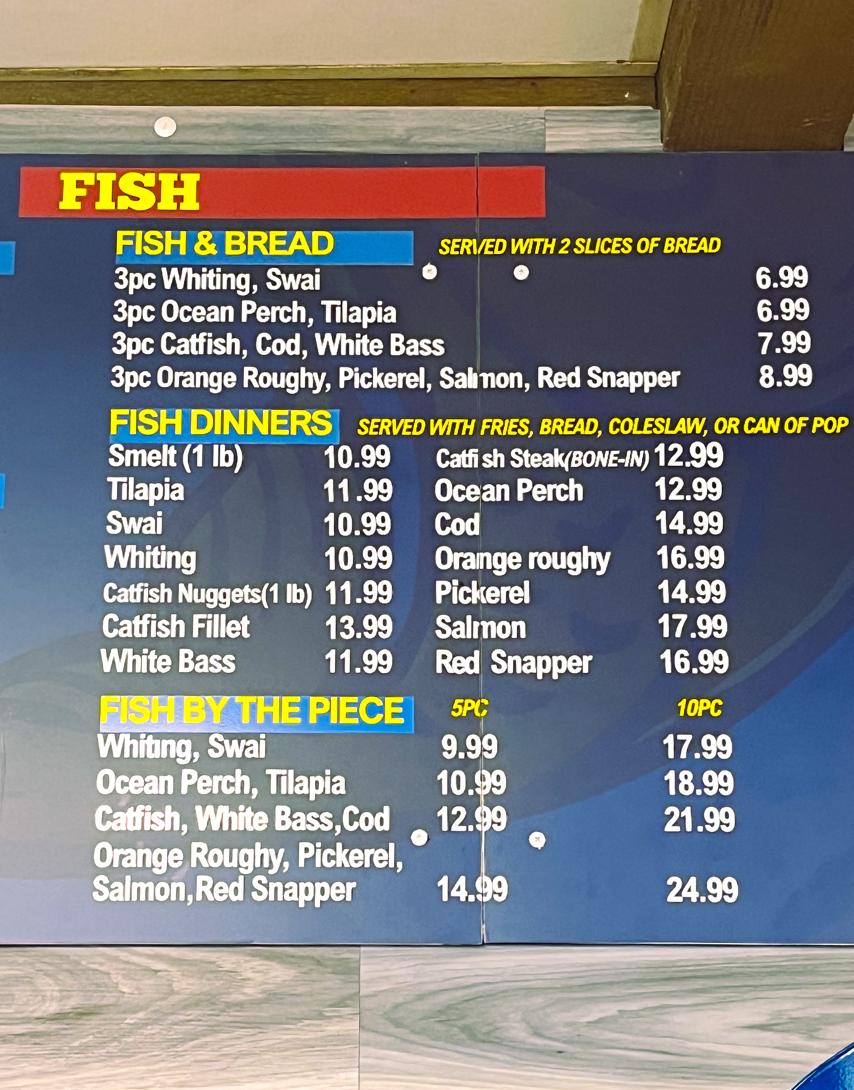 FISH
FISH & BREAD SERVED WITH 2 SLICES OF BREAD
3pc Whiting, Swai 6.99
3pc Ocean Perch, Tilapia 6.99
3pc Catfish, Cod, White Bass 7.99
3pc Orange Roughy, Pickerel, Salmon, Red Snapper 8.99
FISH DINNERS SERVED WITH FRIES, BREAD, COLESLAW, OR CAN OF POP
Smelt (1 lb) 10.99 Catfish Steak(BONE-IN) 12.99
Tilapia 11.99 Ocean Perch 12.99
Swai 10.99 Cod 14.99
Whiting 10.99 Orange roughy 16.99
Catfish Nuggets(1 lb) 11.99 Pickerel 14.99
Catfish Fillet 13.99 Salmon 17.99
White Bass 11.99 Red Snapper 16.99
FISH BY THE PIECE 5PC 10PC
Whiting, Swai 9.99 17.99
Ocean Perch, Tilapia 10.99 18.99
Catfish, White Bass,Cod 12.99 21.99
Orange Roughy, Pickerel,
Salmon,Red Snapper 14.99 24.99